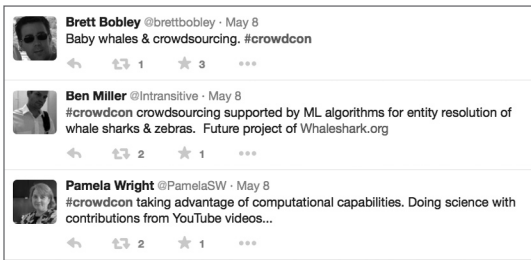 Brett Bobley @brettbobley · May 8
Baby whales & crowdsourcing. #crowdcon
1 3
Ben Miller @Intransitive · May 8
#crowdcon crowdsourcing supported by ML algorithms for entity resolution of
whale sharks & zebras. Future project of Whaleshark.org
2 1
Pamela Wright @PamelaSW · May 8
#crowdcon taking advantage of computational capabilities. Doing science with
contributions from YouTube videos...
2 1